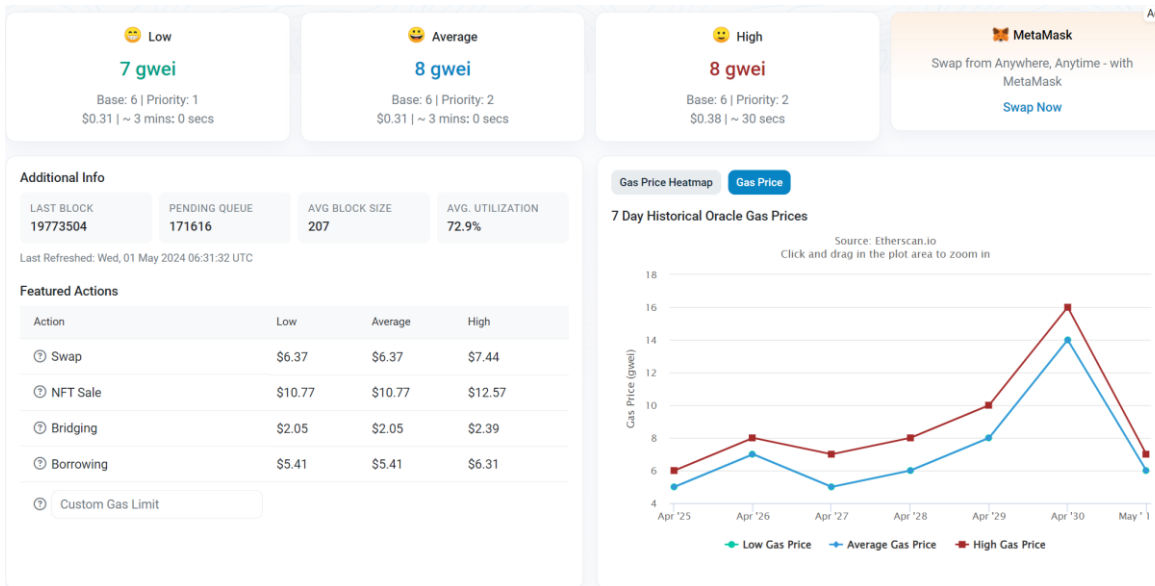 Low
7 gwei
Base: 6 | Priority: 1
$0.31 | ~ 3 mins: 0 secs
Average
8 gwei
Base: 6 | Priority: 2
$0.31 | ~ 3 mins: 0 secs
High
8 gwei
Base: 6 | Priority: 2
$0.38 | ~ 30 secs
MetaMask
Swap from Anywhere, Anytime - with
MetaMask
Swap Now
Additional Info
LAST BLOCK
19773504
PENDING QUEUE
171616
AVG BLOCK SIZE
207
AVG. UTILIZATION
72.9%
Last Refreshed: Wed, 01 May 2024 06:31:32 UTC
Featured Actions
Action Low Average High
Swap $6.37 $6.37 $7.44
NFT Sale $10.77 $10.77 $12.57
Bridging $2.05 $2.05 $2.39
Borrowing $5.41 $5.41 $6.31
Custom Gas Limit
Gas Price Heatmap Gas Price
7 Day Historical Oracle Gas Prices
Source: Etherscan.io
Click and drag in the plot area to zoom in
Gas Price (gwei)
18
16
14
12
10
8
6
4
Apr '25 Apr '26 Apr '27 Apr '28 Apr '29 Apr '30 May ' 1
Low Gas Price Average Gas Price High Gas Price